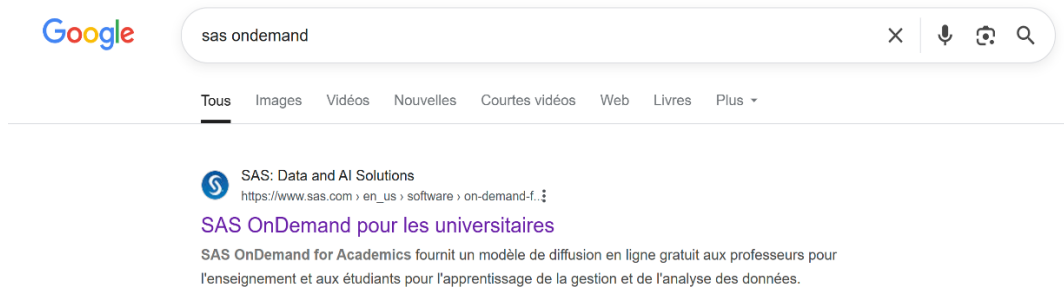 Google
sas ondemand
Tous Images Vidéos Nouvelles Courtes vidéos Web Livres Plus
SAS: Data and AI Solutions
https://www.sas.com › en_us › software › on-demand-f...
SAS OnDemand pour les universitaires
SAS OnDemand for Academics fournit un modèle de diffusion en ligne gratuit aux professeurs pour
l'enseignement et aux étudiants pour l'apprentissage de la gestion et de l'analyse des données.